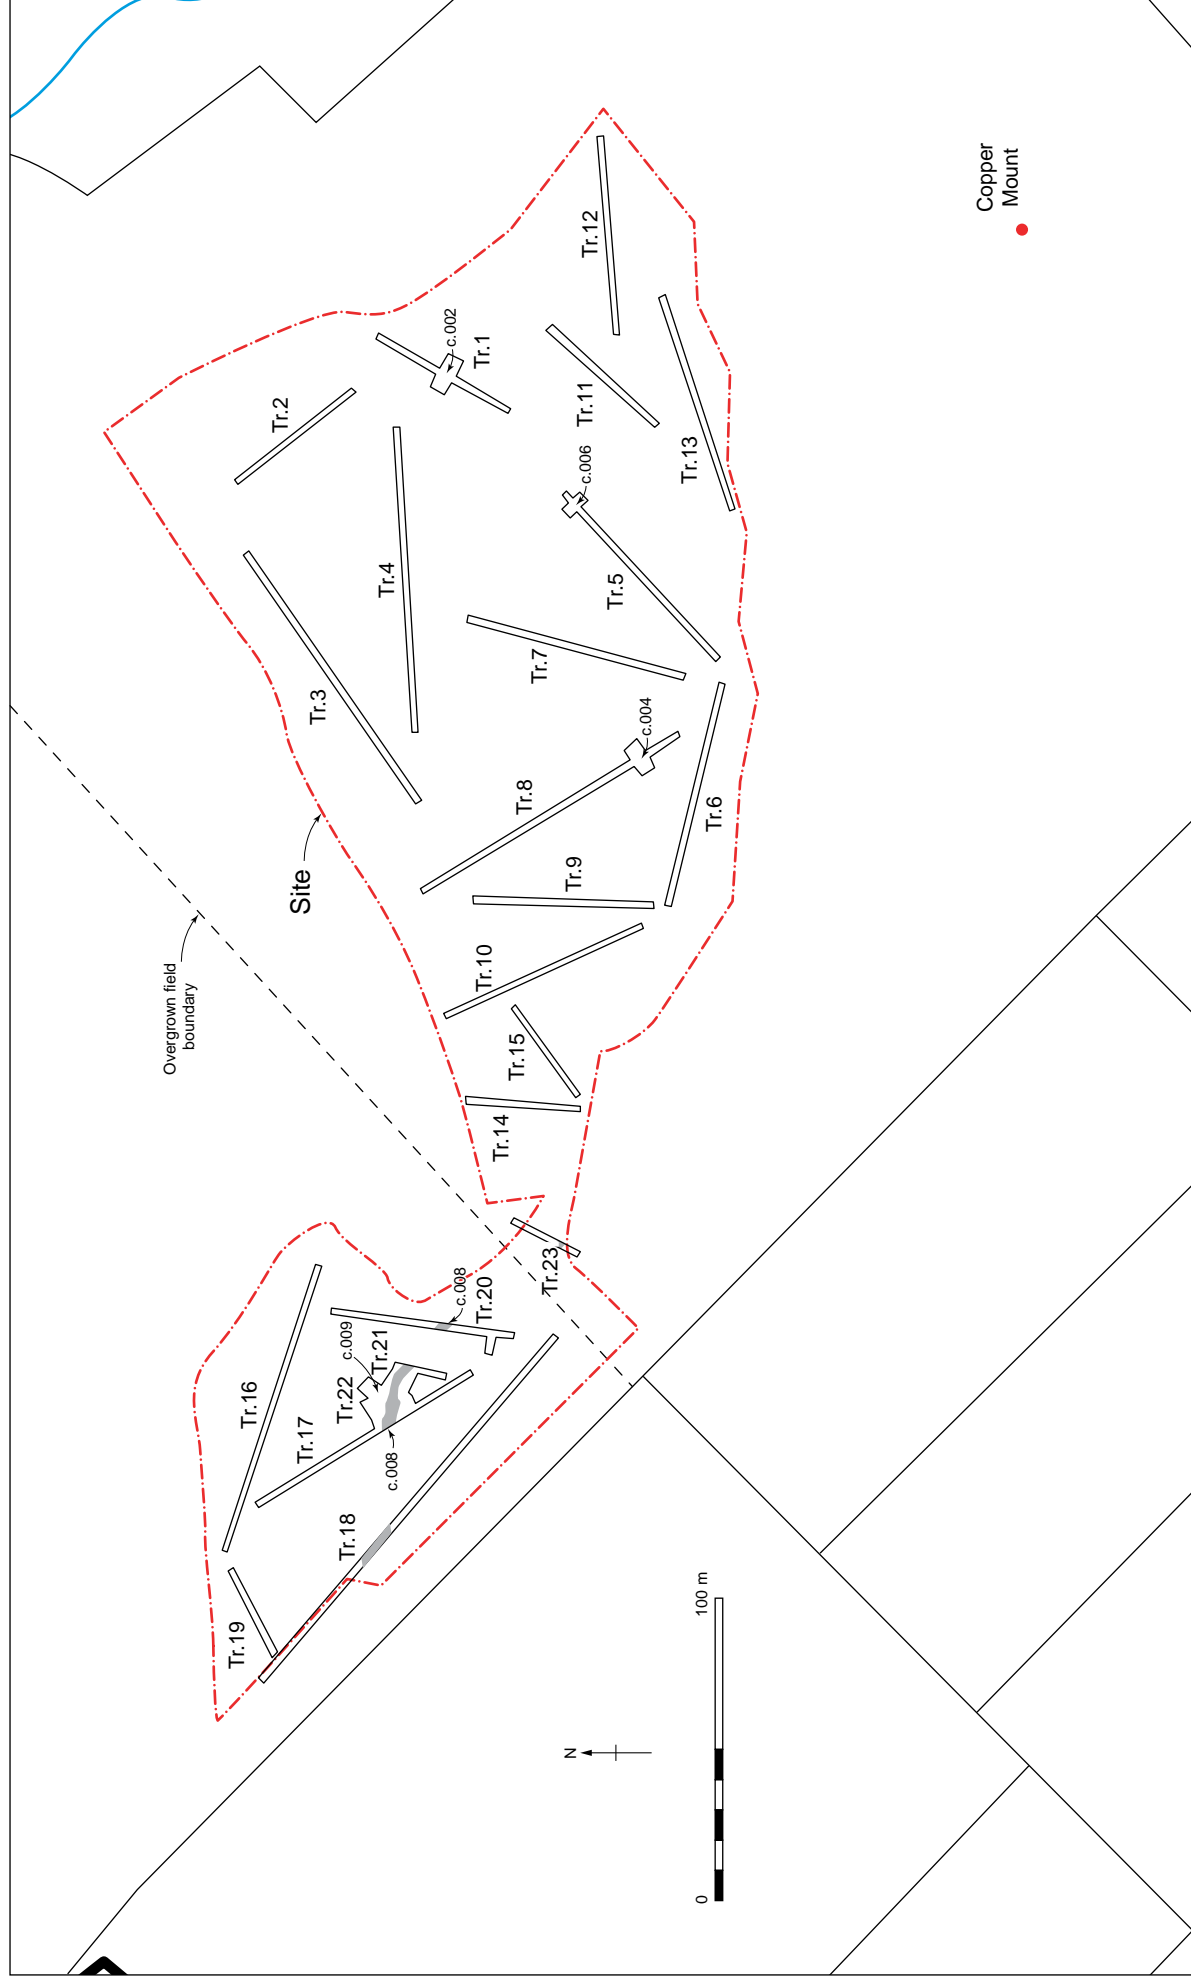 Copper
Mount
Tr.12
c.002
Tr.1
Tr.2
Tr.11
Tr.13
c.006
Tr.4
Tr.5
Tr.3
Tr.7
c.004
Tr.8
Tr.6
Site
Tr.9
Tr.10
Overgrown field
boundary
Tr.15
Tr.14
Tr.23
c.008
Tr.20
c.009
Tr.21
Tr.22
Tr.16
Tr.17
c.008
Tr.18
Tr.19
N
0
100 m